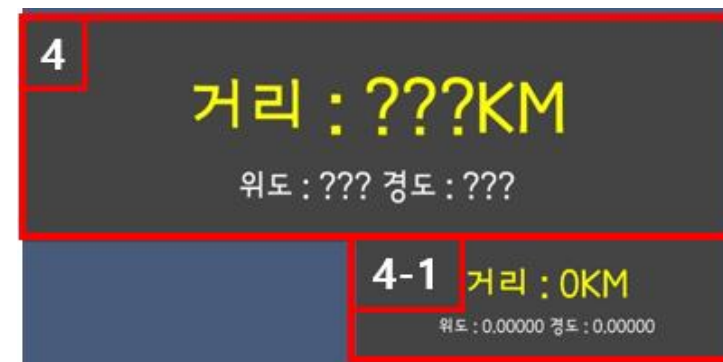 4
거리 : ???KM
위도 : ??? 경도 : ???
4-1
거리 : 0KM
위도 : 0.00000 경도 : 0.00000